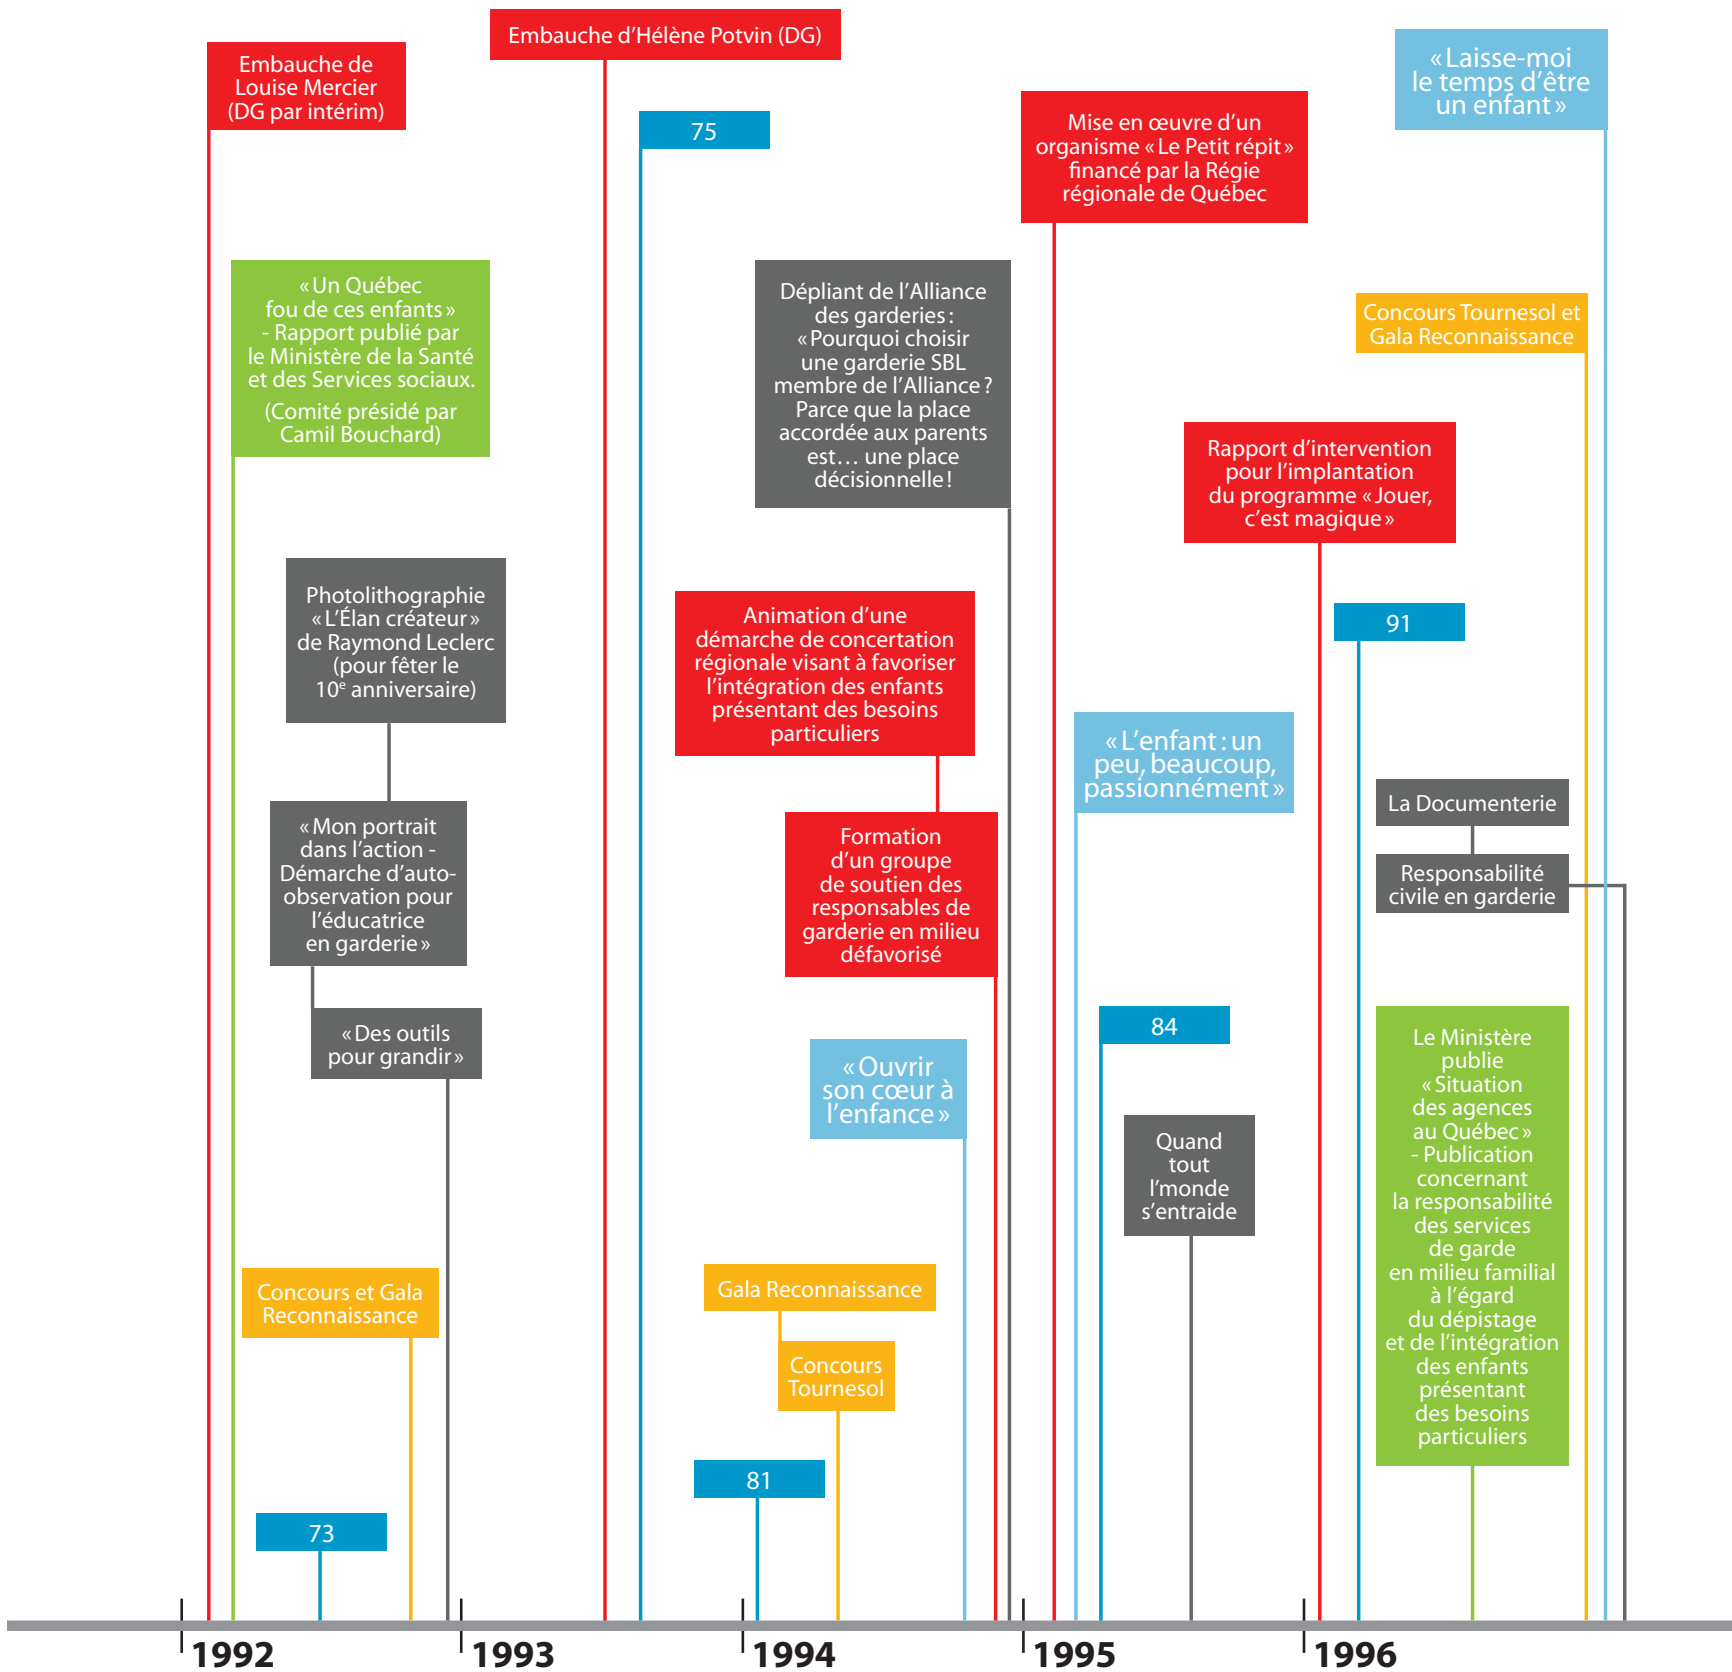 Embauche de
Louise Mercier
(DG par intérim)
Embauche d'Hélène Potvin (DG)
75
Mise en œuvre d'un
organisme « Le Petit répit »
financé par la Régie
régionale de Québec
« Laisse-moi
le temps d'être
un enfant »
« Un Québec
fou de ces enfants »
- Rapport publié par
le Ministère de la Santé
et des Services sociaux.
(Comité présidé par
Camil Bouchard)
Dépliant de l'Alliance
des garderies :
« Pourquoi choisir
une garderie SBL
membre de l'Alliance ?
Parce que la place
accordée aux parents
est… une place
décisionnelle !
Concours Tournesol et
Gala Reconnaissance
Rapport d'intervention
pour l'implantation
du programme « Jouer,
c'est magique »
Photolithographie
« L'Élan créateur »
de Raymond Leclerc
(pour fêter le
10e anniversaire)
Animation d'une
démarche de concertation
régionale visant à favoriser
l'intégration des enfants
présentant des besoins
particuliers
91
« L'enfant : un
peu, beaucoup,
passionnément »
La Documenterie
« Mon portrait
dans l'action -
Démarche d'auto-
observation pour
l'éducatrice
en garderie »
Formation
d'un groupe
de soutien des
responsables de
garderie en milieu
défavorisé
Responsabilité
civile en garderie
« Des outils
pour grandir »
« Ouvrir
son cœur à
l'enfance »
84
Quand
tout
l'monde
s'entraide
Le Ministère
publie
« Situation
des agences
au Québec »
- Publication
concernant
la responsabilité
des services
de garde
en milieu familial
à l'égard
du dépistage
et de l'intégration
des enfants
présentant
des besoins
particuliers
Concours et Gala
Reconnaissance
Gala Reconnaissance
Concours
Tournesol
81
73
1992
1993
1994
1995
1996